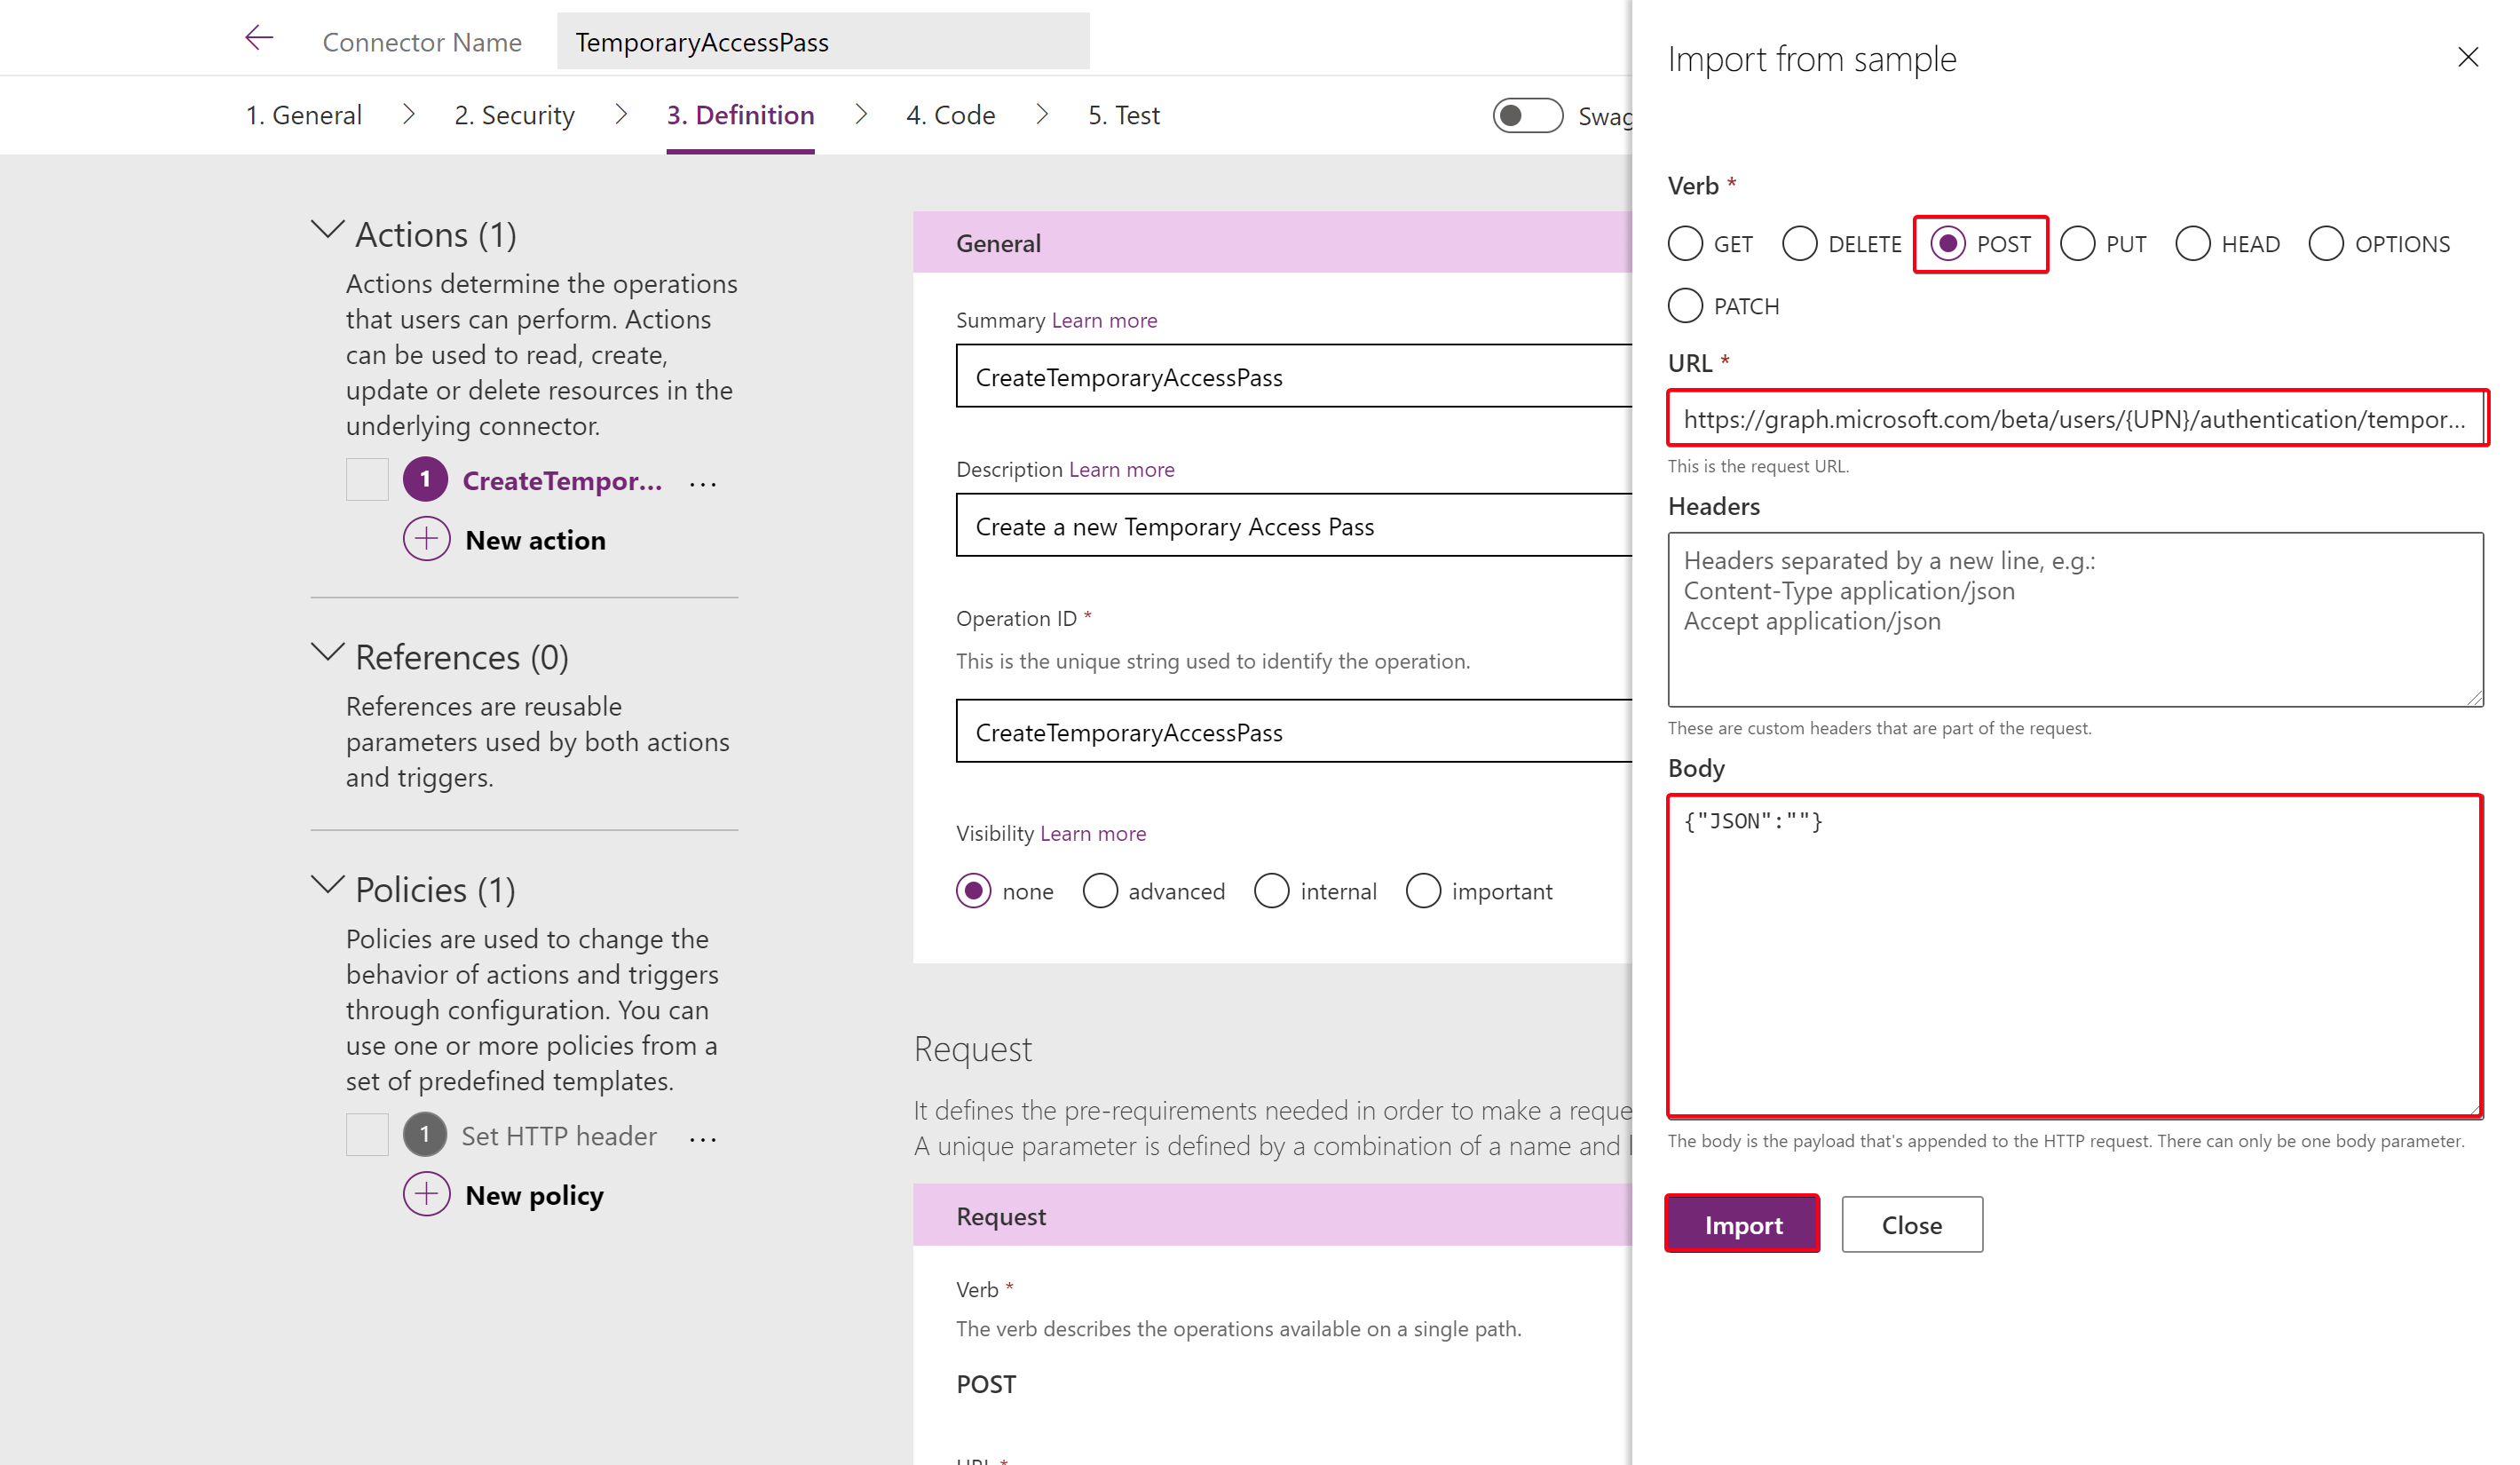 Connector Name
TemporaryAccessPass
1. General
2. Security
3. Definition
4. Code
5. Test
Swag
Actions (1)
Actions determine the operations
that users can perform. Actions
can be used to read, create,
update or delete resources in the
underlying connector.
1
CreateTempor...
...
New action
References (0)
References are reusable
parameters used by both actions
and triggers.
Policies (1)
Policies are used to change the
behavior of actions and triggers
through configuration. You can
use one or more policies from a
set of predefined templates.
1
Set HTTP header
...
New policy
General
Summary Learn more
CreateTemporaryAccessPass
Description Learn more
Create a new Temporary Access Pass
Operation ID *
This is the unique string used to identify the operation.
CreateTemporaryAccessPass
Visibility Learn more
none
advanced
internal
important
Request
It defines the pre-requirements needed in order to make a reque
A unique parameter is defined by a combination of a name and
Request
Verb *
The verb describes the operations available on a single path.
POST
URL *
Import from sample
Verb *
GET
DELETE
POST
PUT
HEAD
OPTIONS
PATCH
URL *
https://graph.microsoft.com/beta/users/{UPN}/authentication/tempor...
This is the request URL.
Headers
Headers separated by a new line, e.g.:
Content-Type application/json
Accept application/json
These are custom headers that are part of the request.
Body
{"JSON":""}
The body is the payload that's appended to the HTTP request. There can only be one body parameter.
Import
Close